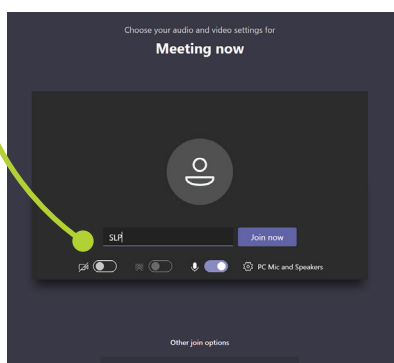 Choose your audio and video settings for
Meeting now
SLP
Join now
PC Mic and Speakers
Other join options